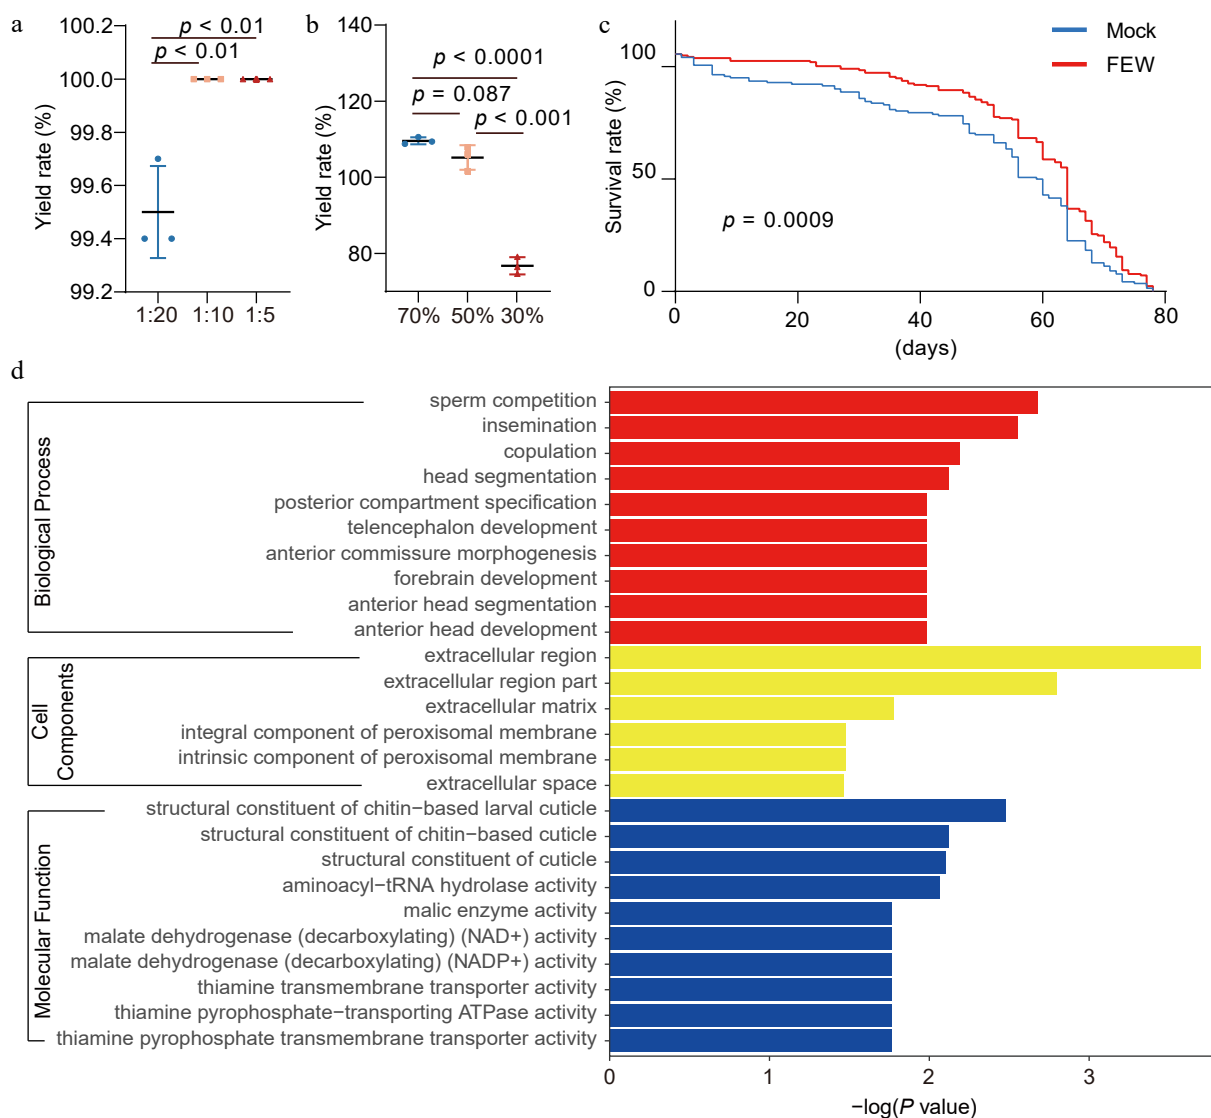 a
Yield rate (%)
100.2
100.0
99.8
99.6
99.4
99.2
p < 0.01
p < 0.01
1:20 1:10 1:5
b
Yield rate (%)
140
120
100
80
p < 0.0001
p = 0.087
p < 0.001
70% 50% 30%
c
Survival rate (%)
100
50
0
Mock
FEW
p = 0.0009
0 20 40 60 80
(days)
d
Biological Process
sperm competition
insemination
copulation
head segmentation
posterior compartment specification
telencephalon development
anterior commissure morphogenesis
forebrain development
anterior head segmentation
anterior head development
Cell
Components
extracellular region
extracellular region part
extracellular matrix
integral component of peroxisomal membrane
intrinsic component of peroxisomal membrane
extracellular space
Molecular Function
structural constituent of chitin−based larval cuticle
structural constituent of chitin−based cuticle
structural constituent of cuticle
aminoacyl−tRNA hydrolase activity
malic enzyme activity
malate dehydrogenase (decarboxylating) (NAD+) activity
malate dehydrogenase (decarboxylating) (NADP+) activity
thiamine transmembrane transporter activity
thiamine pyrophosphate−transporting ATPase activity
thiamine pyrophosphate transmembrane transporter activity
0 1 2 3
−log(P value)